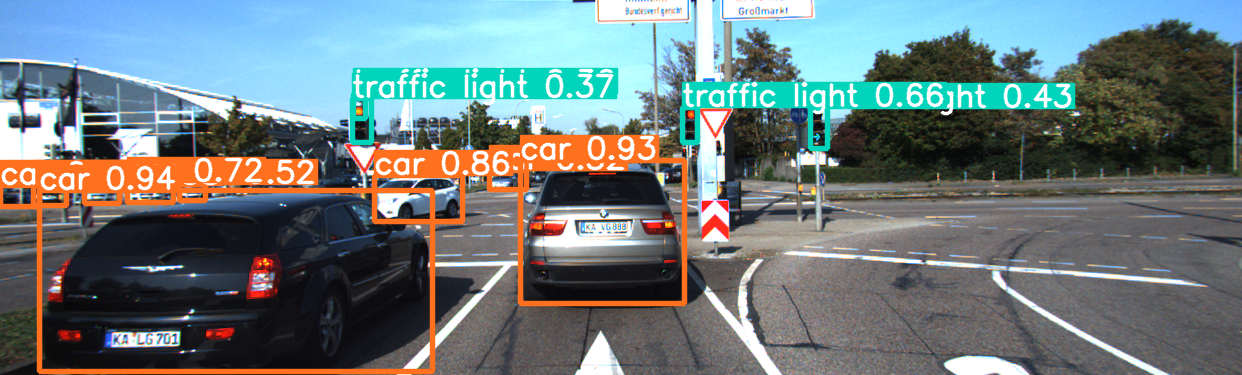 Bundesverfgericht
Großmarkt
traffic light 0.37
traffic light 0.66
ght 0.43
H
car 0.93
car 0.86
ca
car 0.94
0.72
.52
KA VG 888
KA LG 701